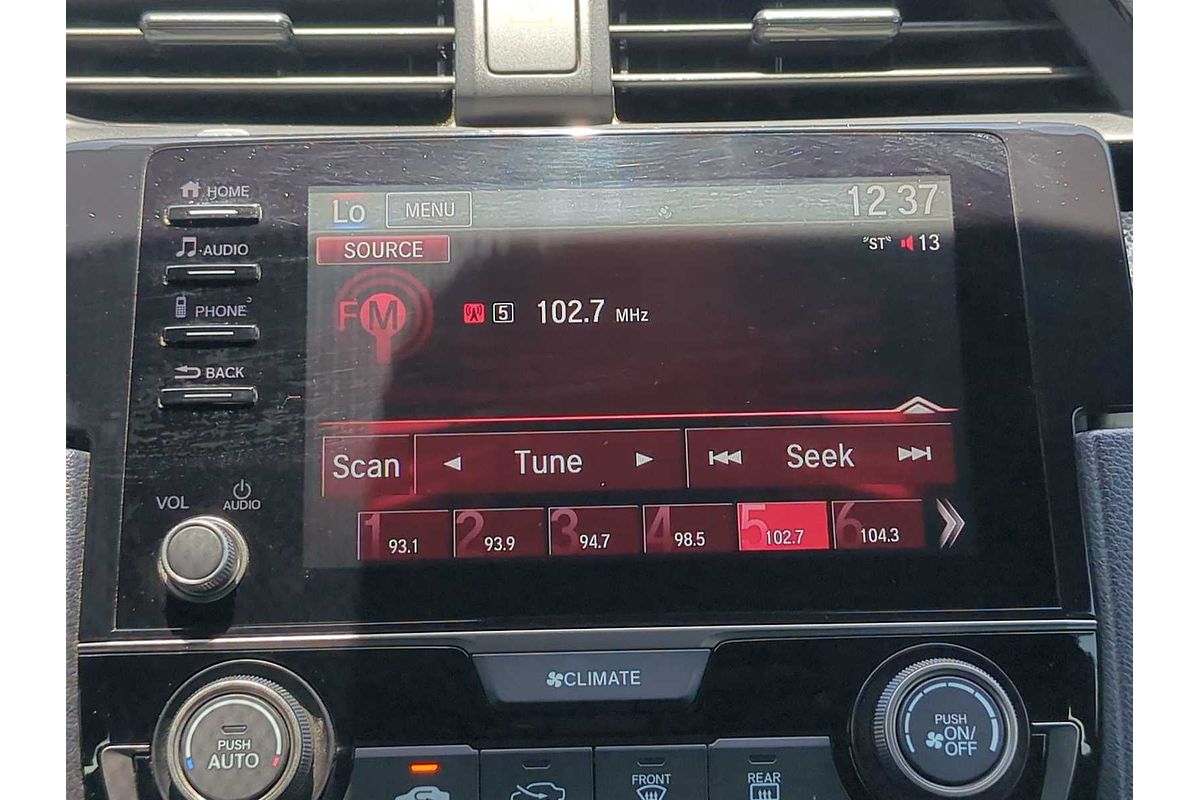 HOME
Lo MENU 12 37
AUDIO
SOURCE "ST" 13
PHONE
FM 5 102.7 MHz
BACK
Scan Tune Seek
VOL AUDIO
1 93.1 2 93.9 3 94.7 4 98.5 5 102.7 6 104.3
CLIMATE
PUSH
AUTO
PUSH
ON/
OFF
FRONT
REAR